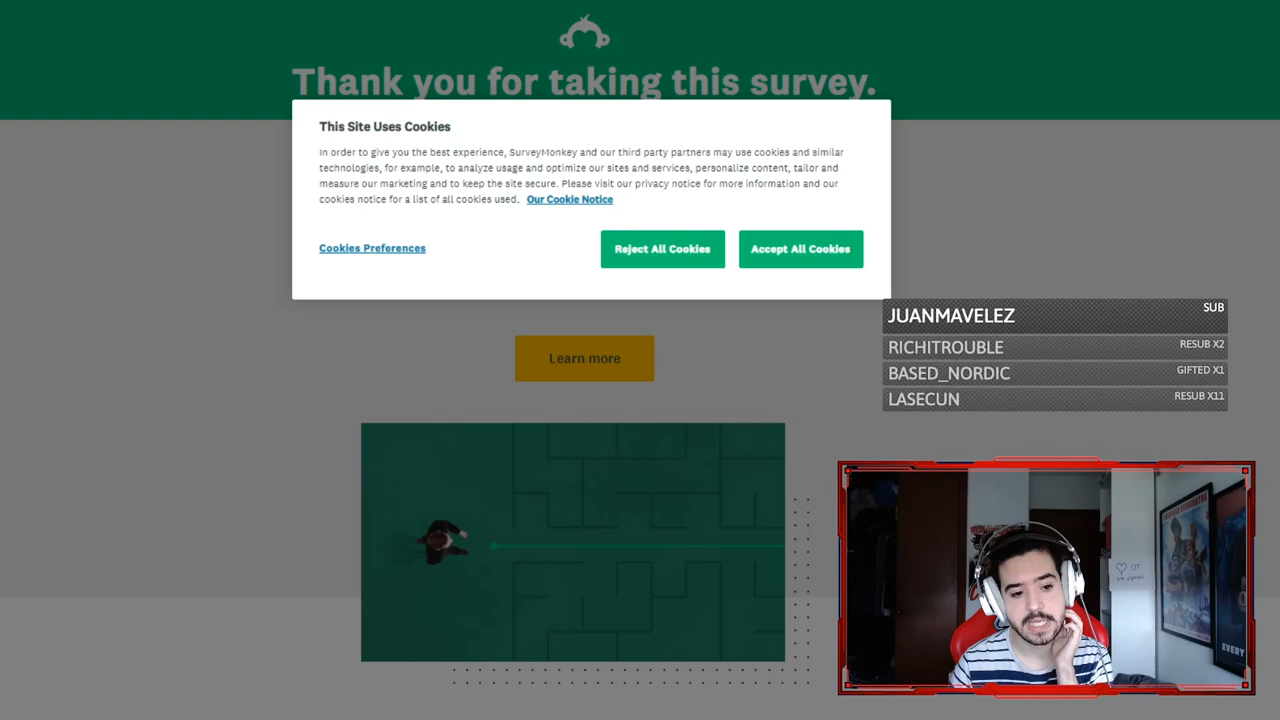 Thank you for taking this survey.
This Site Uses Cookies
In order to give you the best experience, SurveyMonkey and our third party partners may use cookies and similar
technologies, for example, to analyze usage and optimize our sites and services, personalize content, tailor and
measure our marketing and to keep the site secure. Please visit our privacy notice for more information and our
cookies notice for a list of all cookies used. Our Cookie Notice
Cookies Preferences
Reject All Cookies
Accept All Cookies
Learn more
JUANMAVELEZ SUB
RICHITROUBLE RESUB X2
BASED_NORDIC GIFTED X1
LASECUN RESUB X11
EVERY